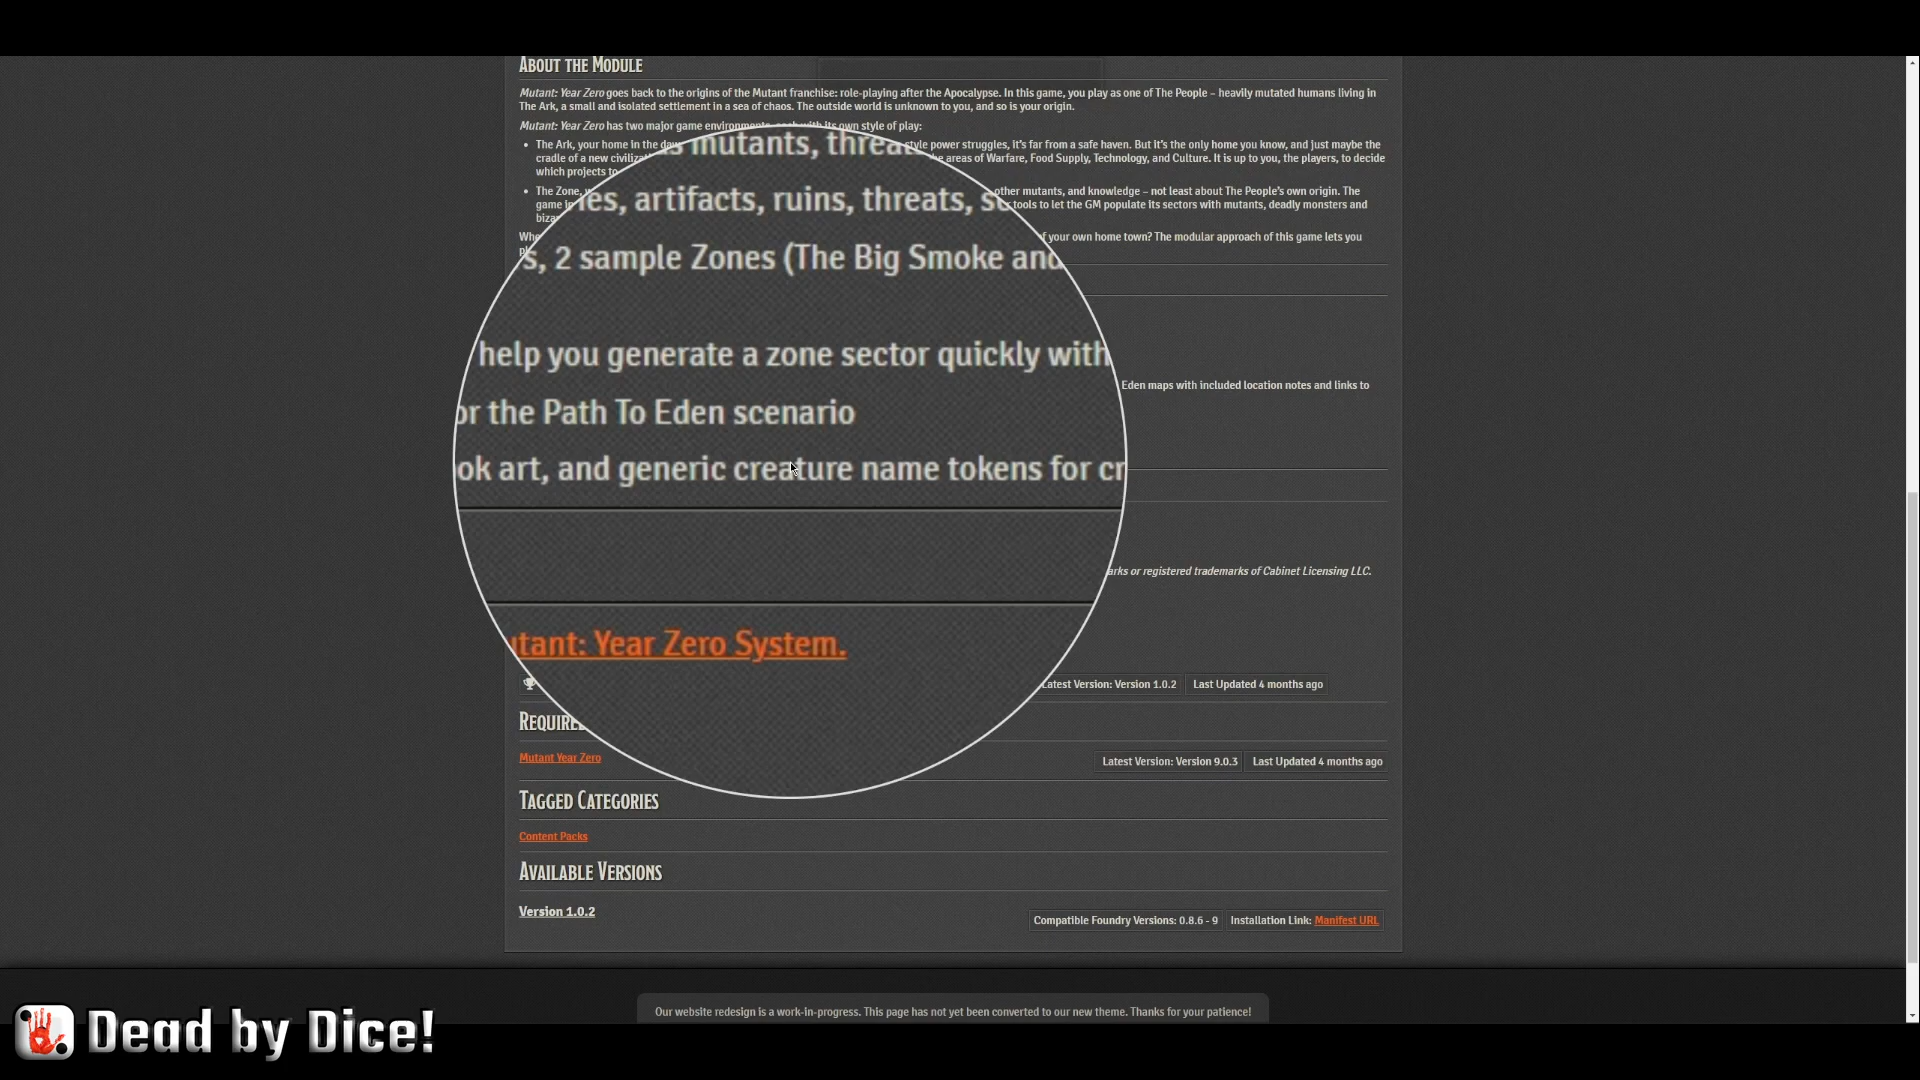 About the Module
Mutant: Year Zero goes back to the origins of the Mutant franchise: role-playing after the Apocalypse. In this game, you play as one of The People – heavily mutated humans living in
The Ark, a small and isolated settlement in a sea of chaos. The outside world is unknown to you, and so is your origin.
Mutant: Year Zero has two major game environments, each with its own style of play:
The Ark, your home in the style power struggles, it's far from a safe haven. But it's the only home you know, and just maybe the
cradle of a new areas of Warfare, Food Supply, Technology, and Culture. It is up to you, the players, to decide
which projects to
The Zone, other mutants, and knowledge – not least about The People's own origin. The
game tools to let the GM populate its sectors with mutants, deadly monsters and
of your own home town? The modular approach of this game lets you
mutants,
artifacts, ruins, threats,
2 sample Zones (The Big Smoke and
help you generate a zone sector quickly with
Eden maps with included location notes and links to
the Path To Eden scenario
art, and generic creature name tokens for
or registered trademarks of Cabinet Licensing LLC.
Year Zero System.
Latest Version: Version 1.0.2 Last Updated 4 months ago
Mutant Year Zero Latest Version: Version 9.0.3 Last Updated 4 months ago
Tagged Categories
Content Packs
Available Versions
Version 1.0.2 Compatible Foundry Versions: 0.8.6 - 9 Installation Link: Manifest URL
Our website redesign is a work-in-progress. This page has not yet been converted to our new theme. Thanks for your patience!
Dead by Dice!